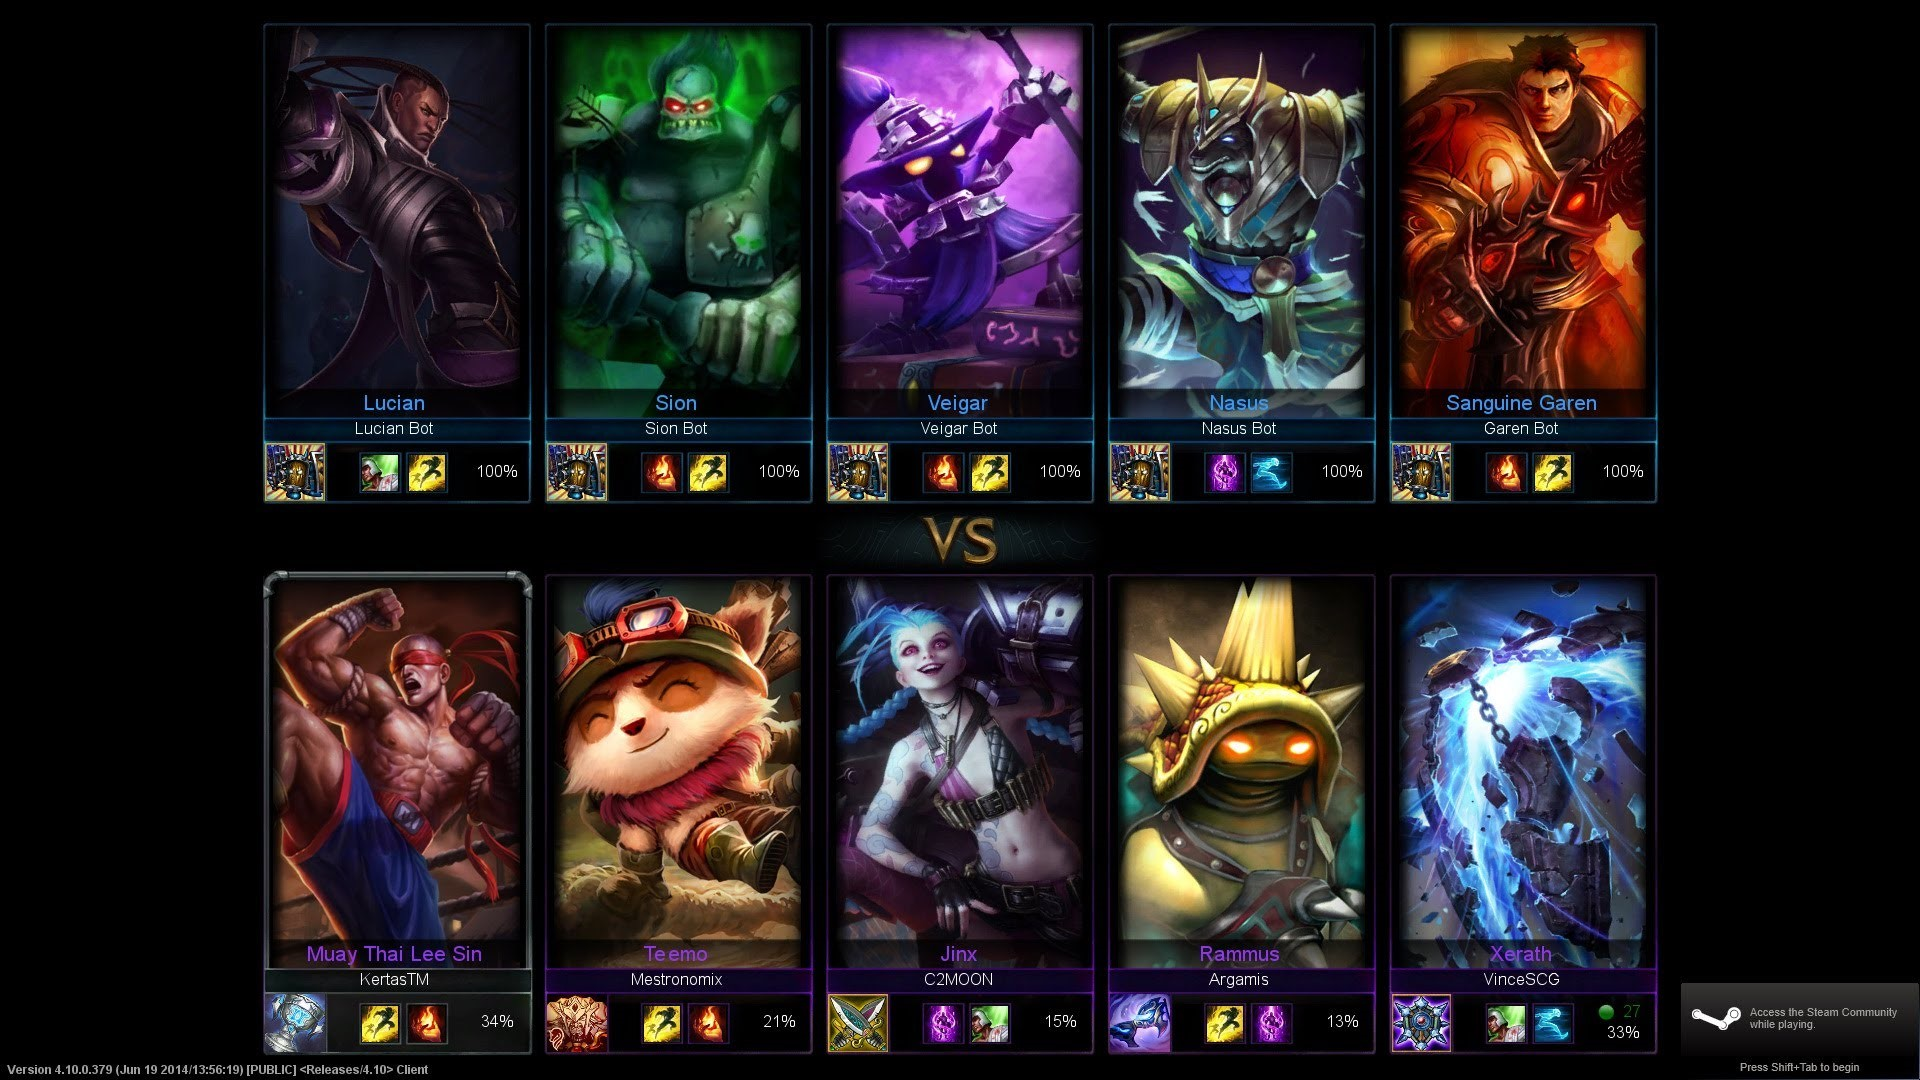 Lucian
Lucian Bot
100%
Sion
Sion Bot
100%
Veigar
Veigar Bot
100%
Nasus
Nasus Bot
100%
Sanguine Garen
Garen Bot
100%
VS
Muay Thai Lee Sin
KertasTM
34%
Teemo
Mestronomix
21%
Jinx
C2MOON
15%
Rammus
Argamis
13%
Xerath
VinceSCG
27
33%
Access the Steam Community
while playing.
Press Shift+Tab to begin
Version 4.10.0.379 (Jun 19 2014/13:56:19) [PUBLIC] <Releases/4.10> Client